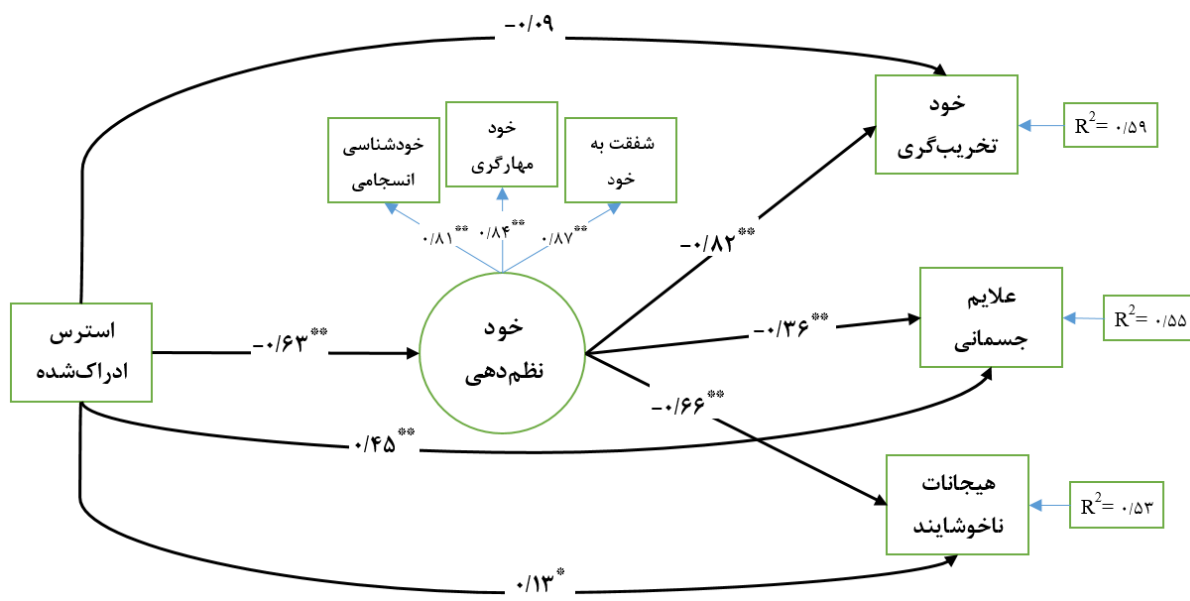 −۰/۰۹
خود
تخریب‌گری
R²= ۰/۵۹
خودشناسی
انسجامی
خود
مهارگری
شفقت به
خود
۰/۸۱**
۰/۸۴**
۰/۸۷**
−۰/۸۲**
استرس
ادراک‌شده
−۰/۶۳**
خود
نظم‌دهی
−۰/۳۶**
علایم
جسمانی
R²= ۰/۵۵
−۰/۶۶**
۰/۴۵**
هیجانات
ناخوشایند
R²= ۰/۵۳
۰/۱۳*